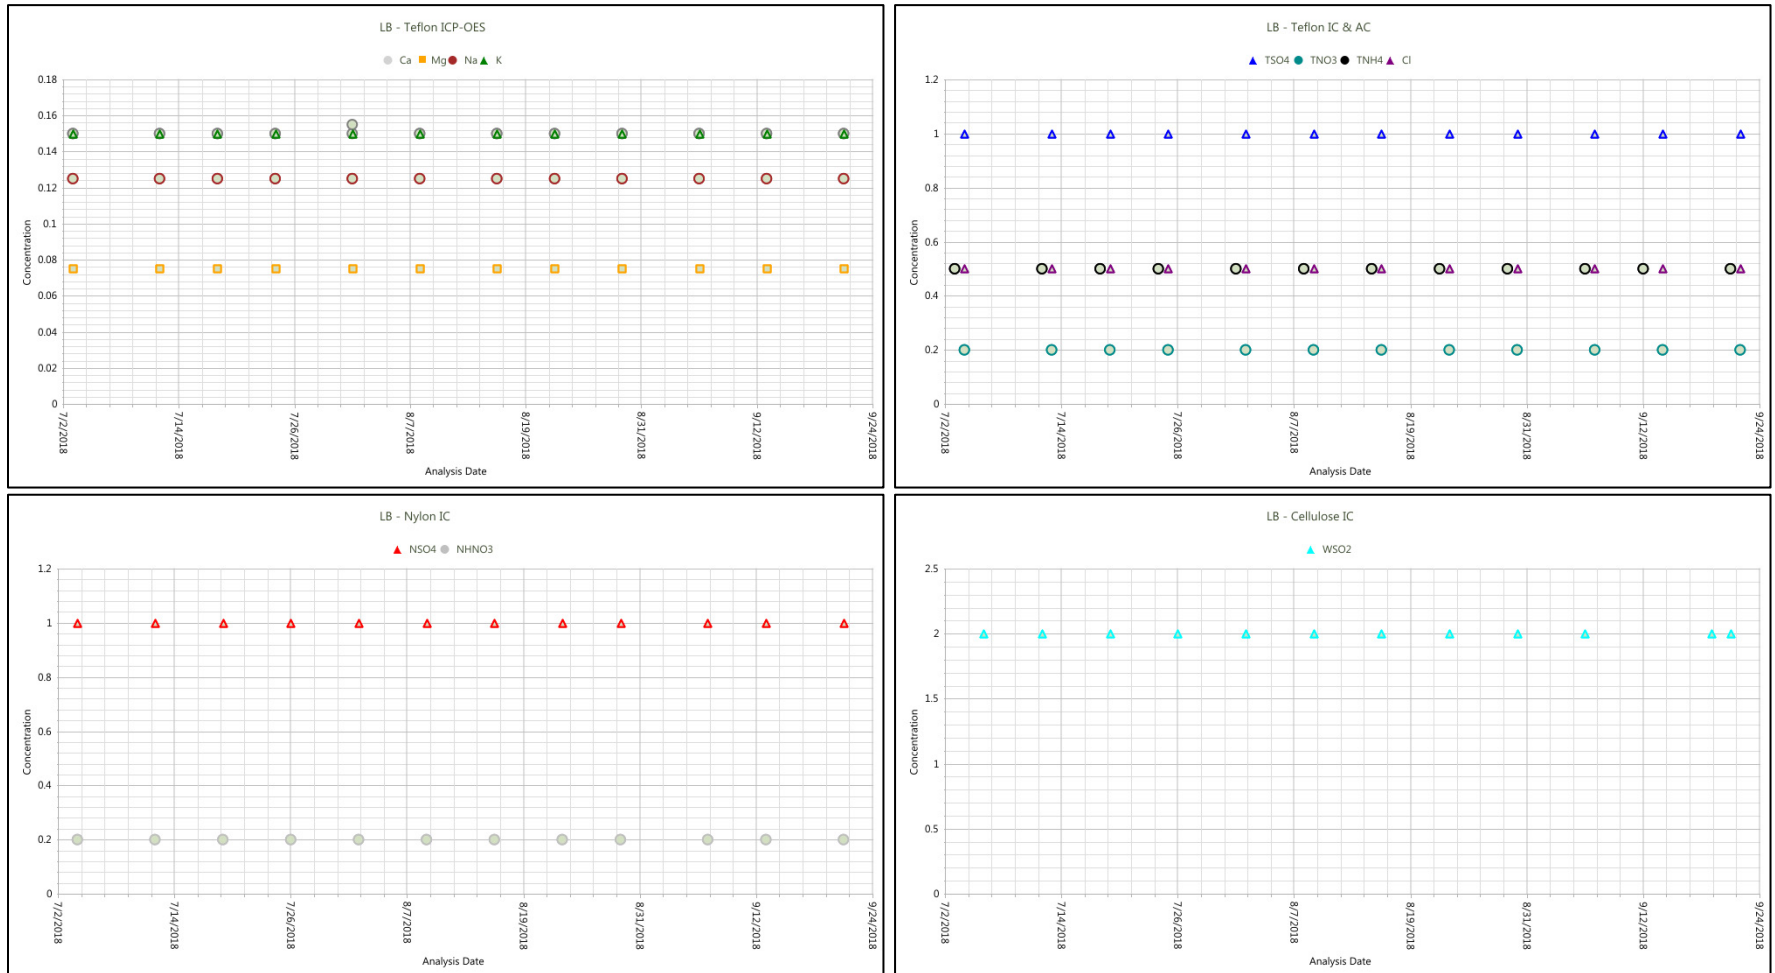 LB - Teflon ICP-OES
Ca Mg Na K
0.18
0.16
0.14
0.12
0.1
0.08
0.06
0.04
0.02
0
Concentration
7/2/2018 7/14/2018 7/26/2018 8/7/2018 8/19/2018 8/31/2018 9/12/2018 9/24/2018
Analysis Date
LB - Teflon IC & AC
TSO4 TNO3 TNH4 Cl
1.2
1
0.8
0.6
0.4
0.2
0
Concentration
7/2/2018 7/14/2018 7/26/2018 8/7/2018 8/19/2018 8/31/2018 9/12/2018 9/24/2018
Analysis Date
LB - Nylon IC
NSO4 NHNO3
1.2
1
0.8
0.6
0.4
0.2
0
Concentration
7/2/2018 7/14/2018 7/26/2018 8/7/2018 8/19/2018 8/31/2018 9/12/2018 9/24/2018
Analysis Date
LB - Cellulose IC
WSO2
2.5
2
1.5
1
0.5
0
Concentration
7/2/2018 7/14/2018 7/26/2018 8/7/2018 8/19/2018 8/31/2018 9/12/2018 9/24/2018
Analysis Date